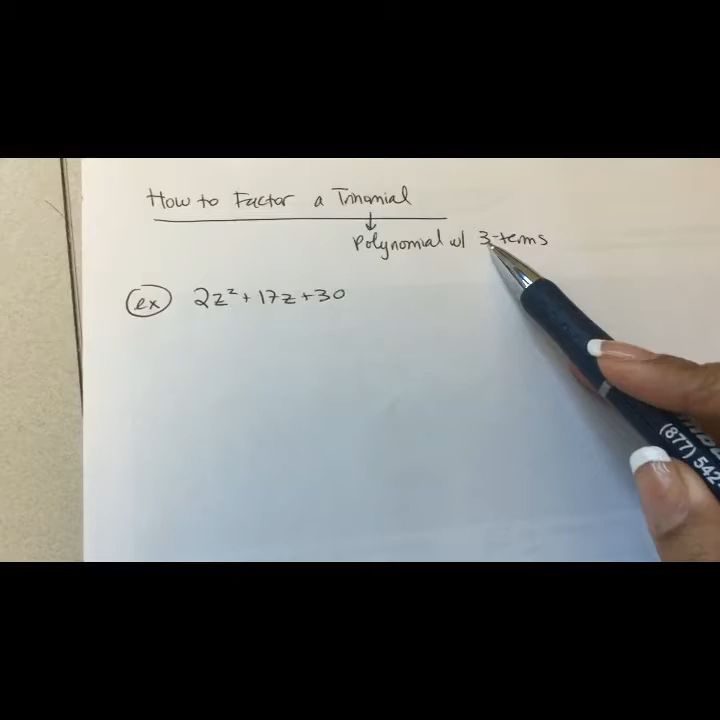 How to Factor a Trinomial
Polynomial w/ 3-terms
ex 2z² + 17z + 30
(877) 542-